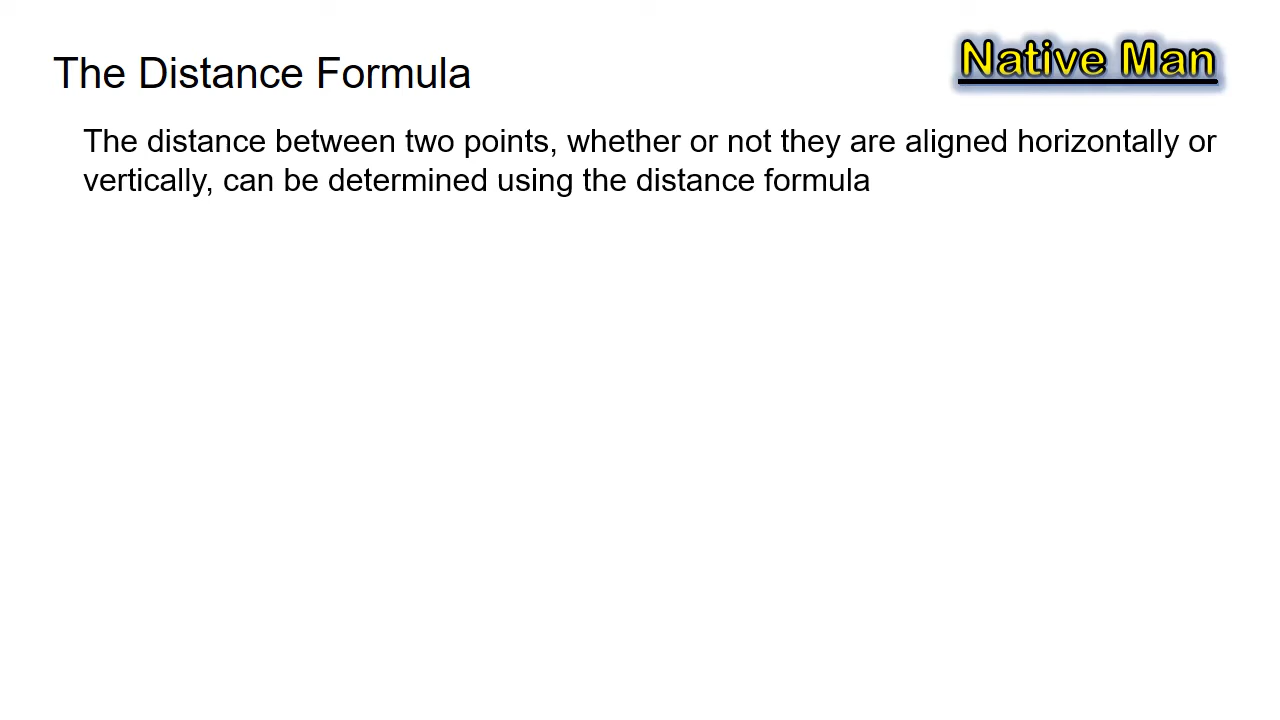 The Distance Formula
Native Man
The distance between two points, whether or not they are aligned horizontally or
vertically, can be determined using the distance formula